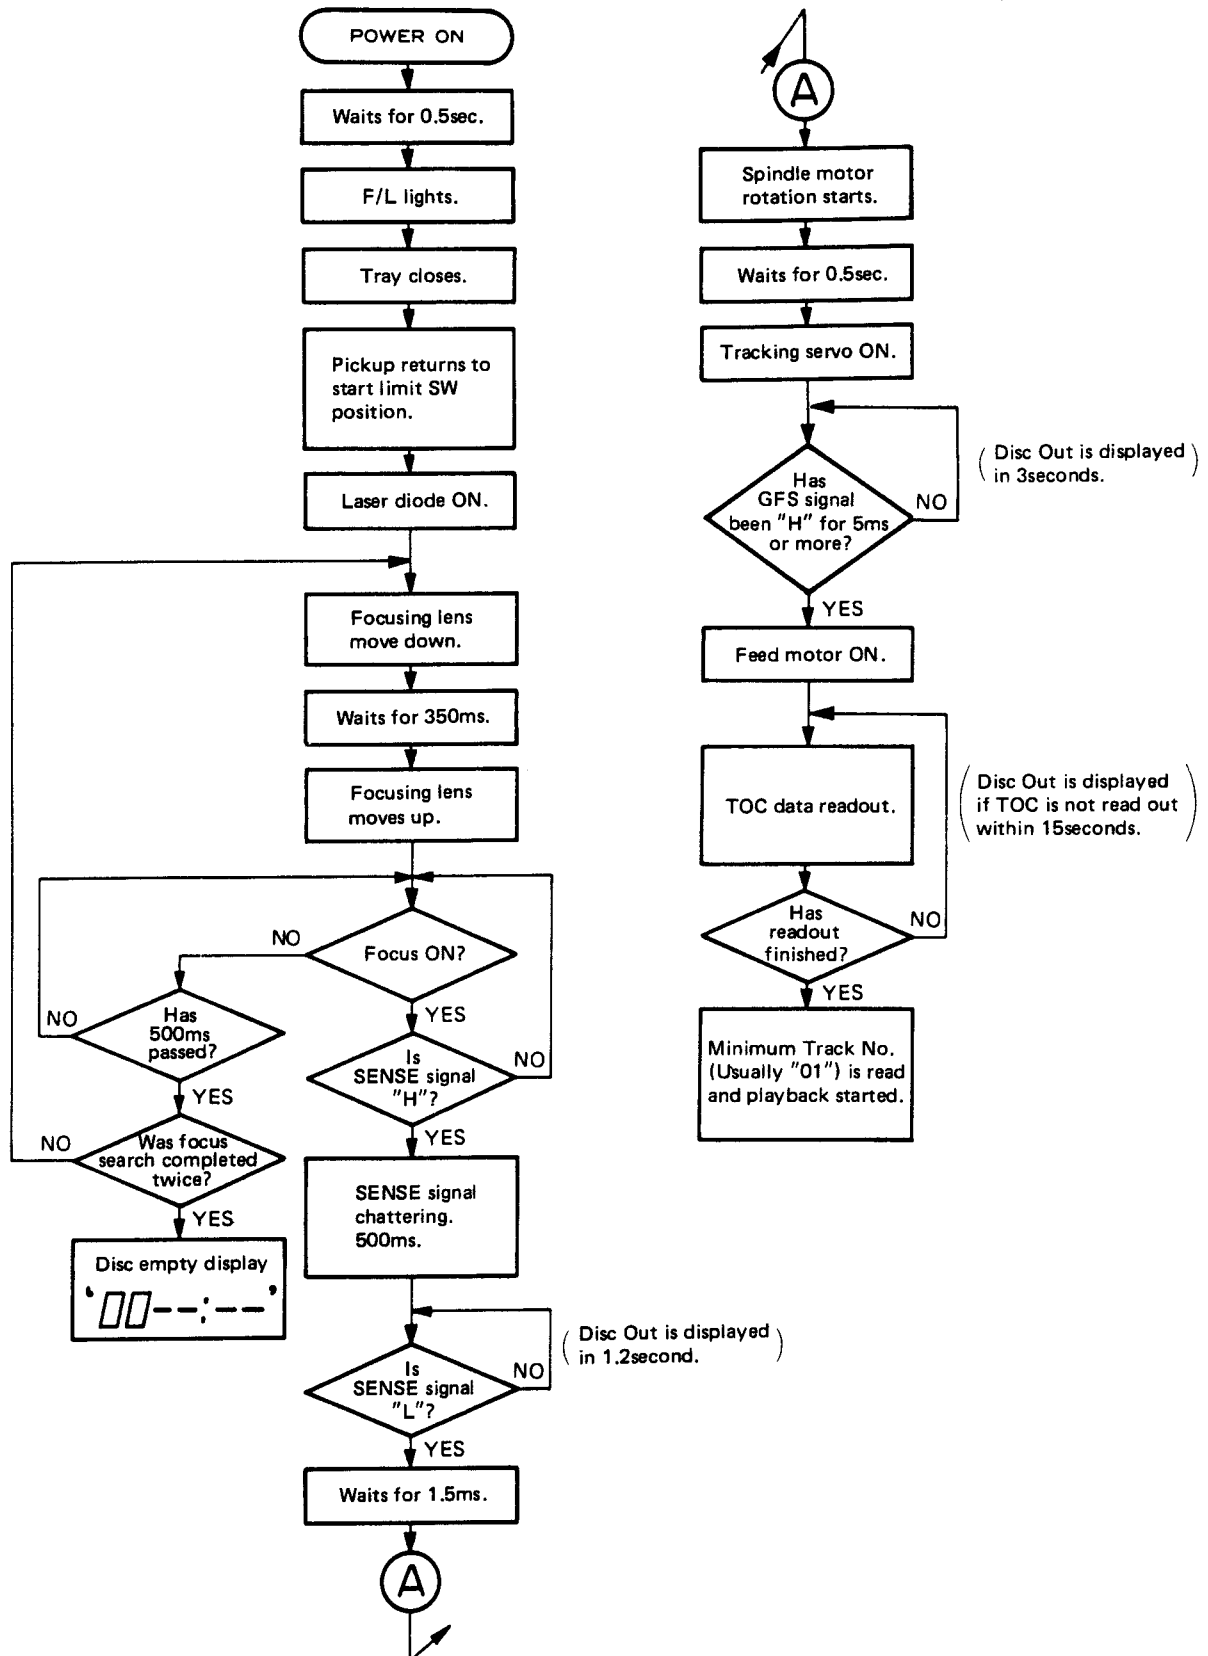 POWER ON
Waits for 0.5sec.
F/L lights.
Tray closes.
Pickup returns to
start limit SW
position.
Laser diode ON.
Focusing lens
move down.
Waits for 350ms.
Focusing lens
moves up.
Focus ON?
NO
YES
Has
500ms
passed?
NO
YES
Is
SENSE signal
"H"?
NO
YES
Was focus
search completed
twice?
NO
YES
Disc empty display
‘00--:--’
SENSE signal
chattering.
500ms.
(Disc Out is displayed
in 1.2second.)
Is
SENSE signal
"L"?
NO
YES
Waits for 1.5ms.
A
A
Spindle motor
rotation starts.
Waits for 0.5sec.
Tracking servo ON.
(Disc Out is displayed
in 3seconds.)
Has
GFS signal
been "H" for 5ms
or more?
NO
YES
Feed motor ON.
TOC data readout.
(Disc Out is displayed
if TOC is not read out
within 15seconds.)
Has
readout
finished?
NO
YES
Minimum Track No.
(Usually "01") is read
and playback started.